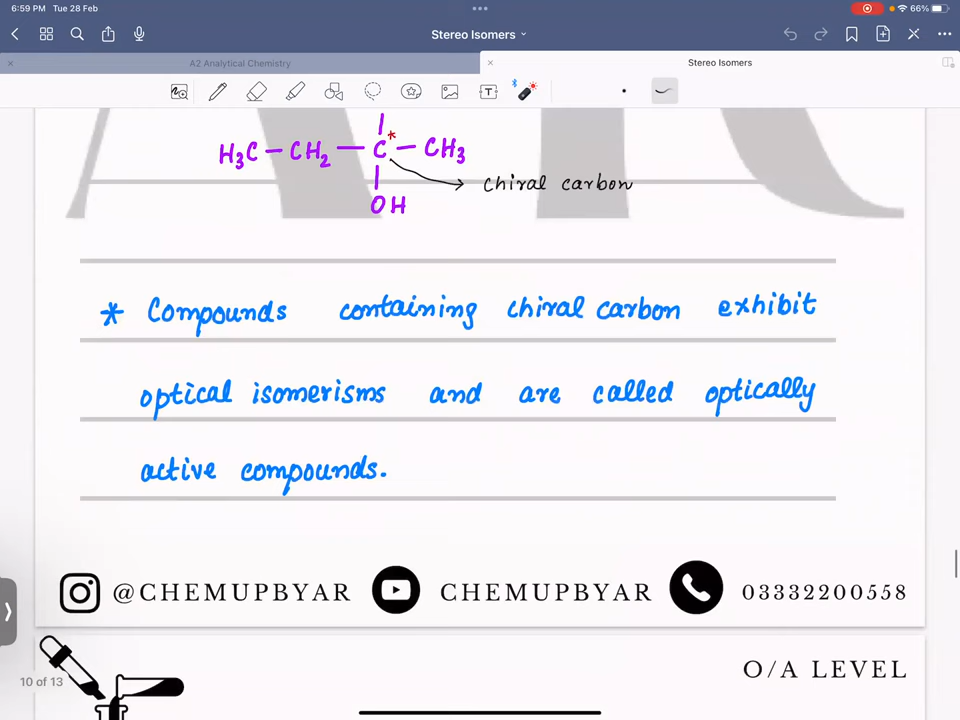 6:59 PM Tue 28 Feb
66%
Stereo Isomers
A2 Analytical Chemistry
Stereo Isomers
H3C - CH2 - C* - CH3
OH
chiral carbon
* Compounds containing chiral carbon exhibit
optical isomerisms and are called optically
active compounds.
@CHEMUPBYAR CHEMUPBYAR 03332200558
10 of 13
O/A LEVEL